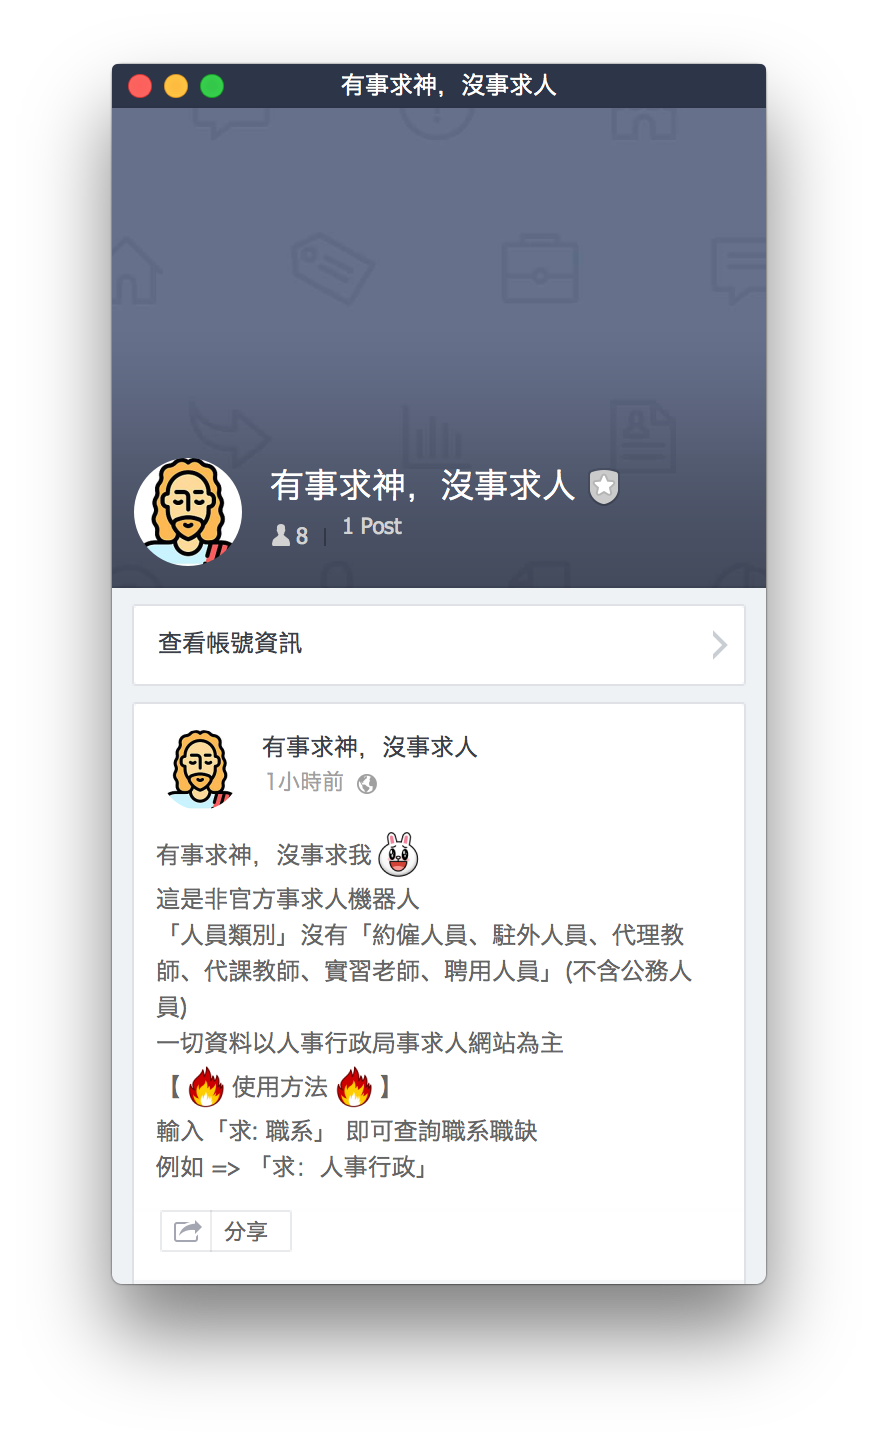 有事求神，沒事求人
有事求神，沒事求人
8
1 Post
查看帳號資訊
有事求神，沒事求人
1小時前
有事求神，沒事求我
這是非官方事求人機器人
「人員類別」沒有「約僱人員、駐外人員、代理教
師、代課教師、實習老師、聘用人員」(不含公務人
員)
一切資料以人事行政局事求人網站為主
【 使用方法 】
輸入「求: 職系」 即可查詢職系職缺
例如 => 「求：人事行政」
分享